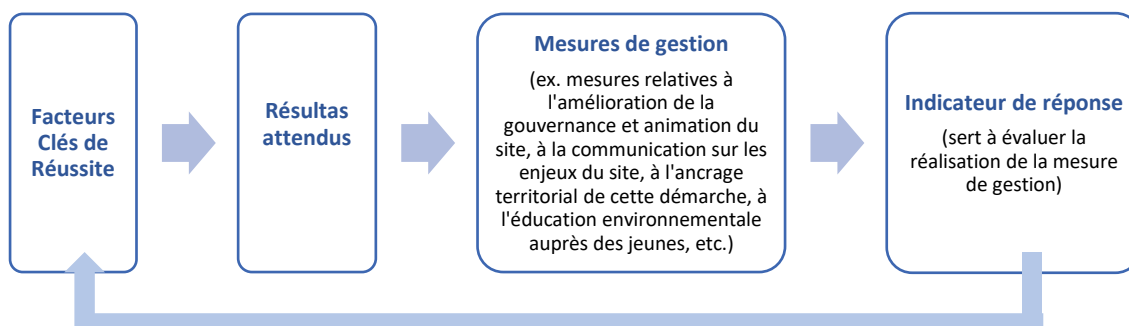 Facteurs
Clés de
Réussite
Résultas
attendus
Mesures de gestion
(ex. mesures relatives à
l'amélioration de la
gouvernance et animation du
site, à la communication sur les
enjeux du site, à l'ancrage
territorial de cette démarche, à
l'éducation environnementale
auprès des jeunes, etc.)
Indicateur de réponse
(sert à évaluer la
réalisation de la mesure
de gestion)